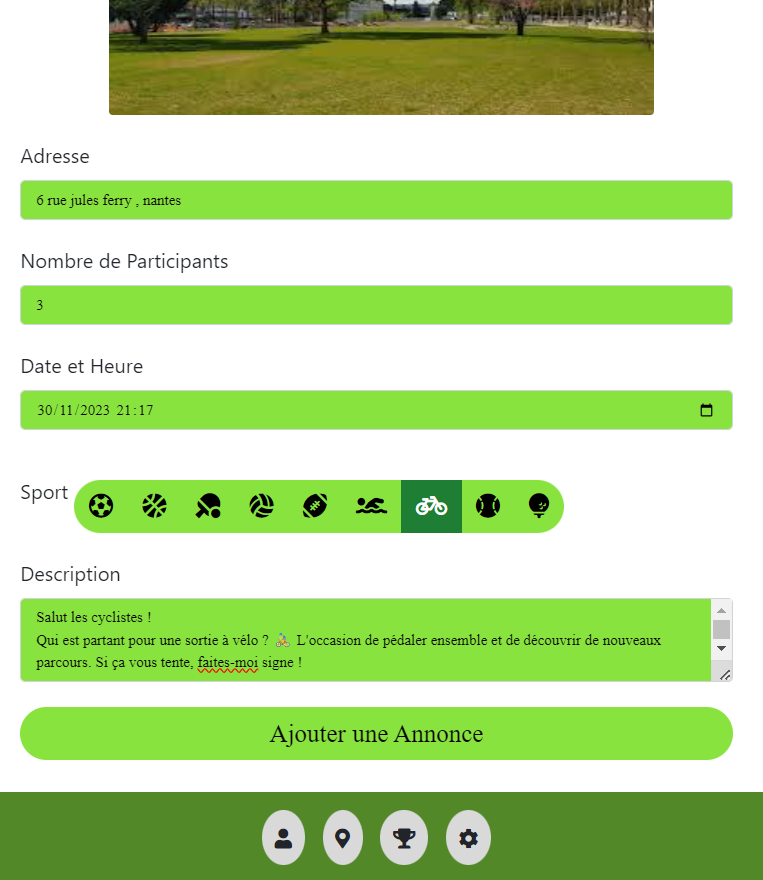 Adresse
6 rue jules ferry , nantes
Nombre de Participants
3
Date et Heure
30/11/2023 21:17
Sport
Description
Salut les cyclistes !
Qui est partant pour une sortie à vélo ? 🚴 L'occasion de pédaler ensemble et de découvrir de nouveaux
parcours. Si ça vous tente, faites-moi signe !
Ajouter une Annonce